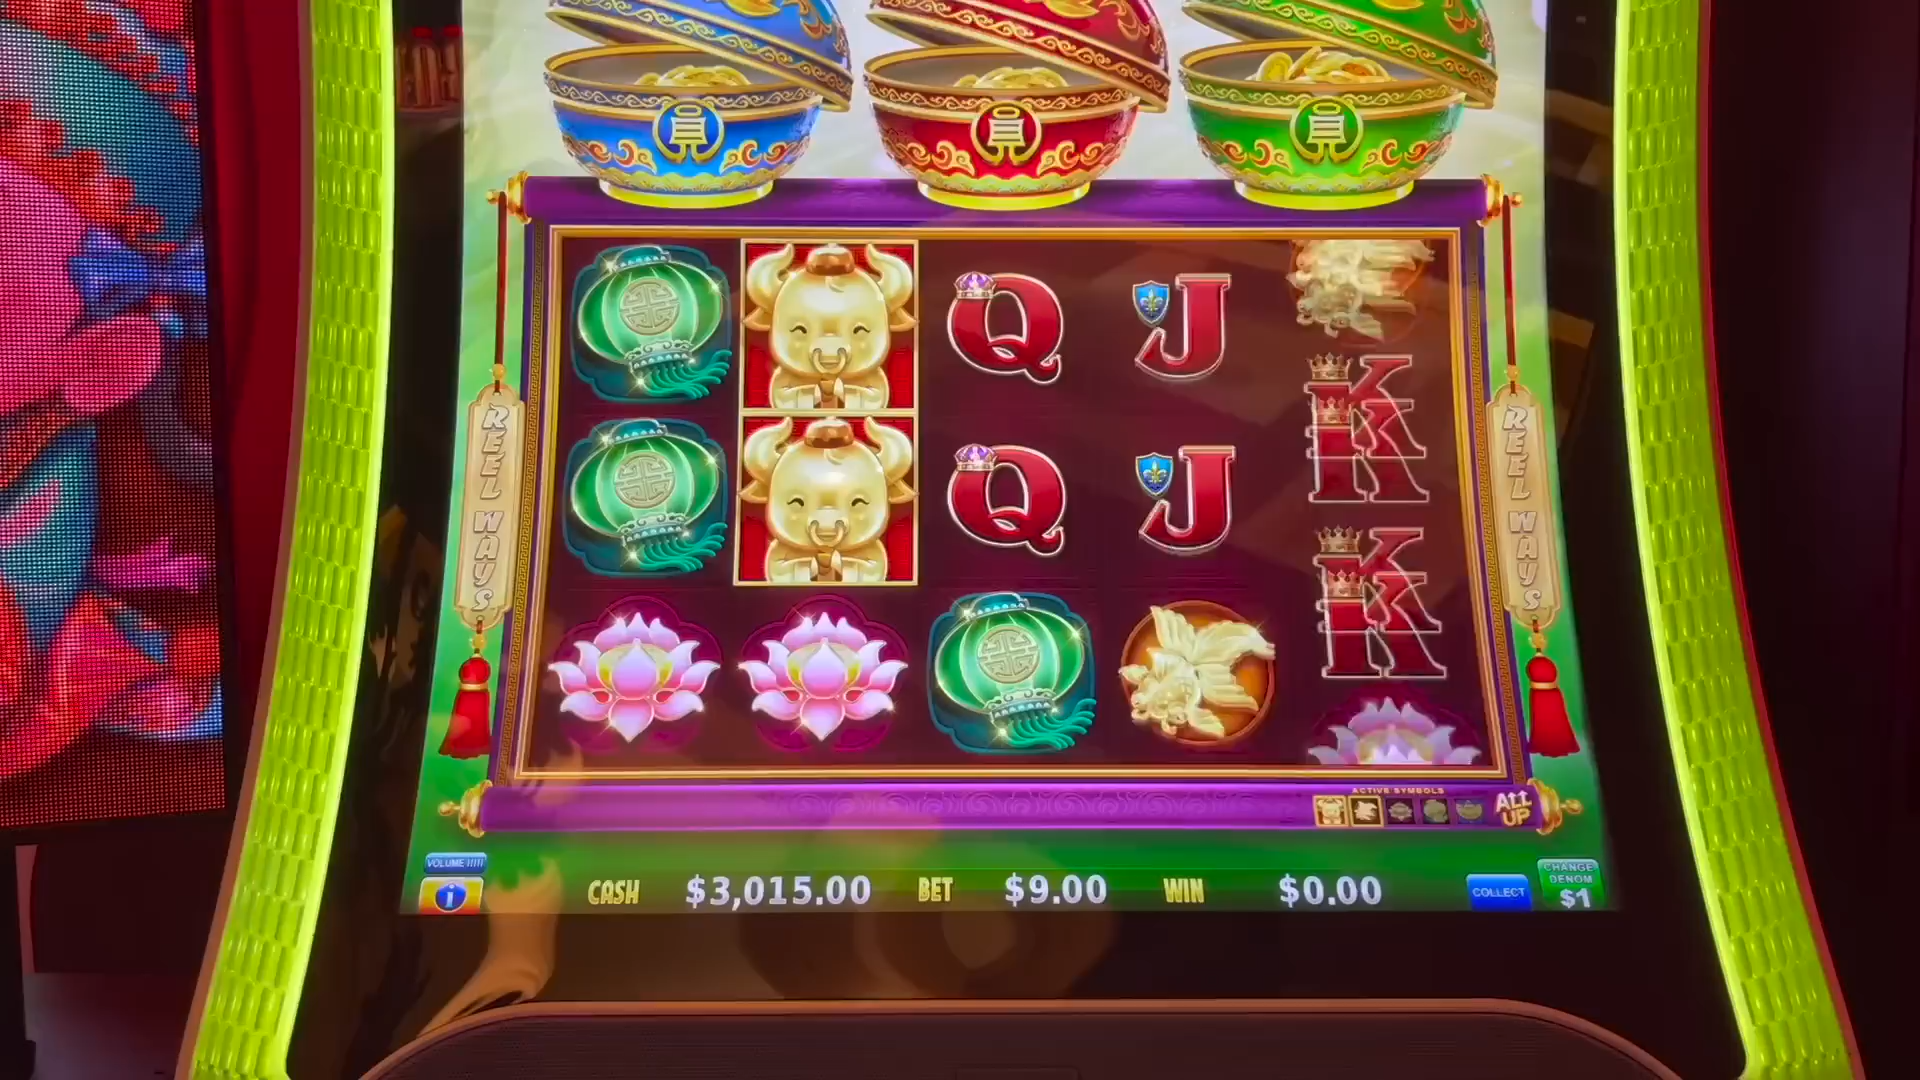 Q
J
K
REEL WAYS
REEL WAYS
Q
J
K
ACTIVE SYMBOLS
ALL UP
VOLUME
i
CASH $3,015.00 BET $9.00 WIN $0.00
COLLECT
CHANGE
DENOM
$1